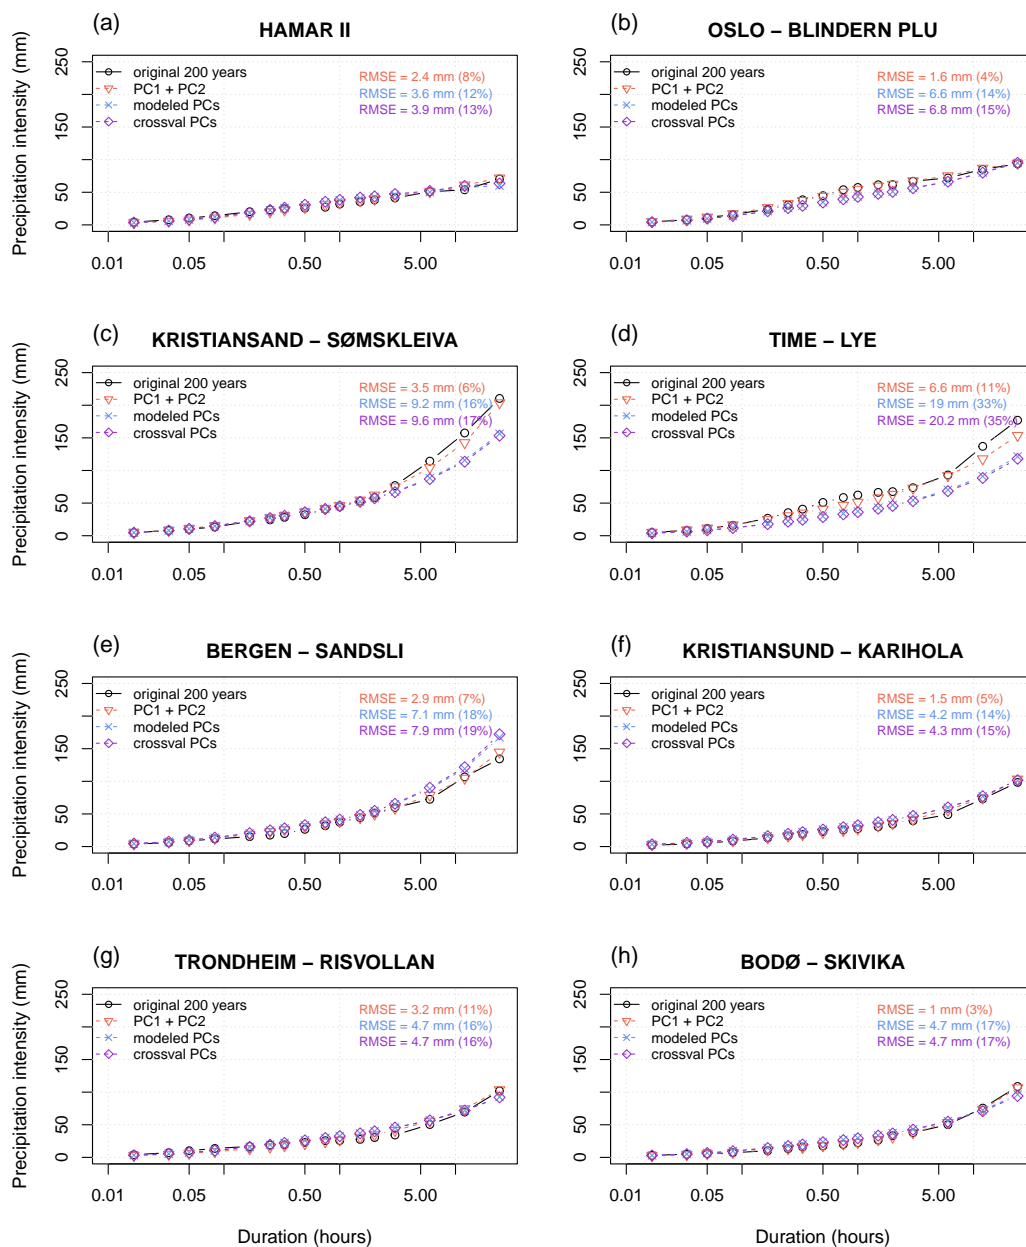 (a)
HAMAR II
Precipitation intensity (mm)
250
150
50
0
original 200 years
PC1 + PC2
modeled PCs
crossval PCs
RMSE = 2.4 mm (8%)
RMSE = 3.6 mm (12%)
RMSE = 3.9 mm (13%)
0.01 0.05 0.50 5.00
(b)
OSLO – BLINDERN PLU
250
150
50
0
original 200 years
PC1 + PC2
modeled PCs
crossval PCs
RMSE = 1.6 mm (4%)
RMSE = 6.6 mm (14%)
RMSE = 6.8 mm (15%)
0.01 0.05 0.50 5.00
(c)
KRISTIANSAND – SØMSKLEIVA
Precipitation intensity (mm)
250
150
50
0
original 200 years
PC1 + PC2
modeled PCs
crossval PCs
RMSE = 3.5 mm (6%)
RMSE = 9.2 mm (16%)
RMSE = 9.6 mm (17%)
0.01 0.05 0.50 5.00
(d)
TIME – LYE
250
150
50
0
original 200 years
PC1 + PC2
modeled PCs
crossval PCs
RMSE = 6.6 mm (11%)
RMSE = 19 mm (33%)
RMSE = 20.2 mm (35%)
0.01 0.05 0.50 5.00
(e)
BERGEN – SANDSLI
Precipitation intensity (mm)
250
150
50
0
original 200 years
PC1 + PC2
modeled PCs
crossval PCs
RMSE = 2.9 mm (7%)
RMSE = 7.1 mm (18%)
RMSE = 7.9 mm (19%)
0.01 0.05 0.50 5.00
(f)
KRISTIANSUND – KARIHOLA
250
150
50
0
original 200 years
PC1 + PC2
modeled PCs
crossval PCs
RMSE = 1.5 mm (5%)
RMSE = 4.2 mm (14%)
RMSE = 4.3 mm (15%)
0.01 0.05 0.50 5.00
(g)
TRONDHEIM – RISVOLLAN
Precipitation intensity (mm)
250
150
50
0
original 200 years
PC1 + PC2
modeled PCs
crossval PCs
RMSE = 3.2 mm (11%)
RMSE = 4.7 mm (16%)
RMSE = 4.7 mm (16%)
0.01 0.05 0.50 5.00
Duration (hours)
(h)
BODØ – SKIVIKA
250
150
50
0
original 200 years
PC1 + PC2
modeled PCs
crossval PCs
RMSE = 1 mm (3%)
RMSE = 4.7 mm (17%)
RMSE = 4.7 mm (17%)
0.01 0.05 0.50 5.00
Duration (hours)